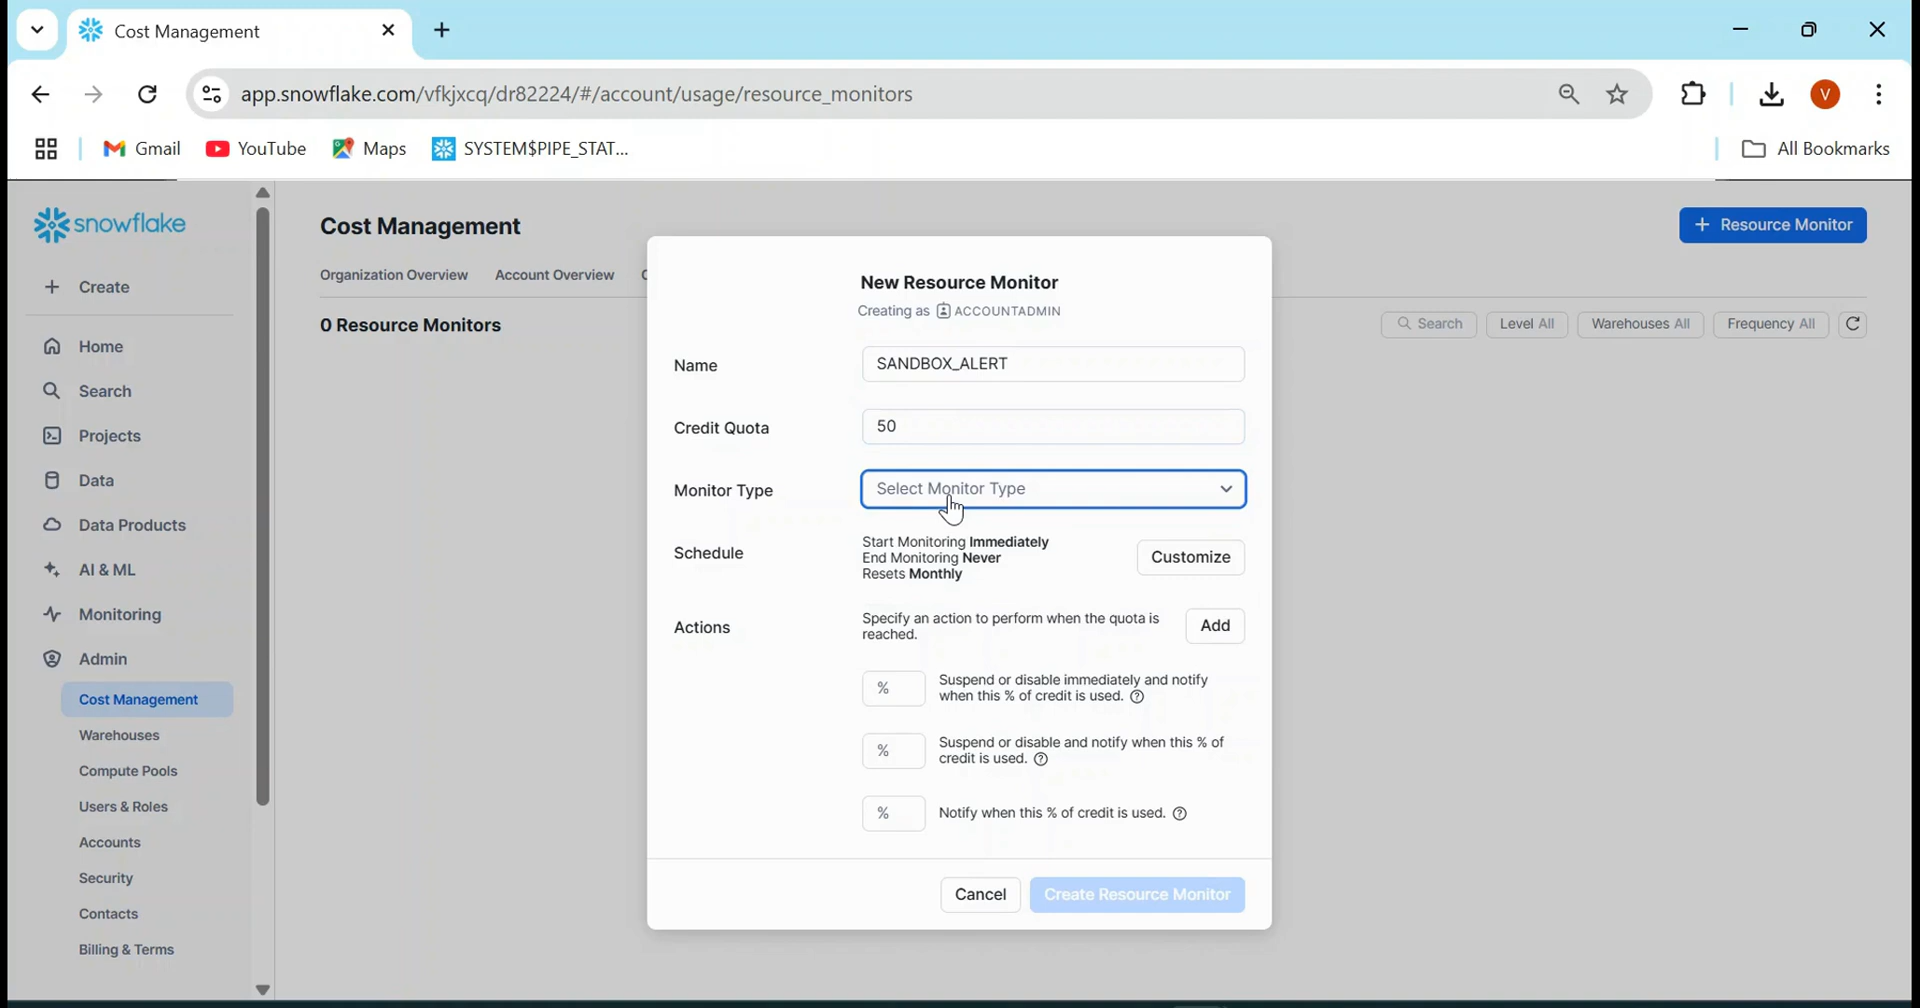 Cost Management
app.snowflake.com/vfkjxcq/dr82224/#/account/usage/resource_monitors
V
Gmail
YouTube
Maps
SYSTEM$PIPE_STAT...
All Bookmarks
snowflake
Create
Home
Search
Projects
Data
Data Products
AI & ML
Monitoring
Admin
Cost Management
Warehouses
Compute Pools
Users & Roles
Accounts
Security
Contacts
Billing & Terms
Cost Management
+ Resource Monitor
Organization Overview Account Overview
0 Resource Monitors
Search
Level All
Warehouses All
Frequency All
New Resource Monitor
Creating as ACCOUNTADMIN
Name
SANDBOX_ALERT
Credit Quota
50
Monitor Type
Select Monitor Type
Schedule
Start Monitoring Immediately
End Monitoring Never
Resets Monthly
Customize
Actions
Specify an action to perform when the quota is
reached.
Add
%
Suspend or disable immediately and notify
when this % of credit is used.
%
Suspend or disable and notify when this % of
credit is used.
%
Notify when this % of credit is used.
Cancel
Create Resource Monitor